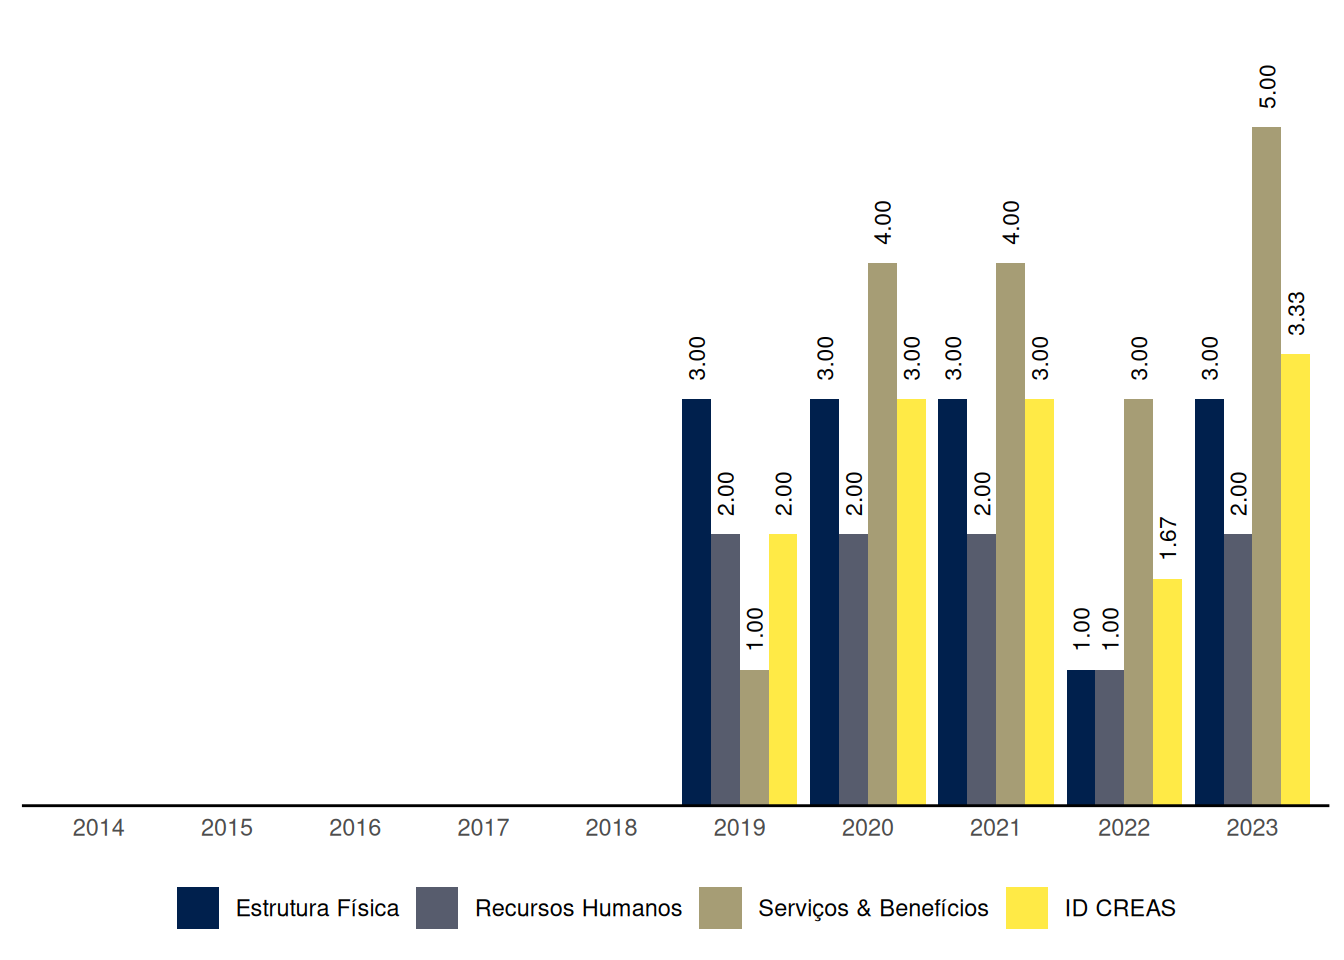 5.00
4.00 4.00
3.33
3.00 3.00 3.00 3.00 3.00 3.00 3.00
2.00 2.00 2.00 2.00 2.00
1.67
1.00 1.00 1.00
2014 2015 2016 2017 2018 2019 2020 2021 2022 2023
Estrutura Física Recursos Humanos Serviços & Benefícios ID CREAS